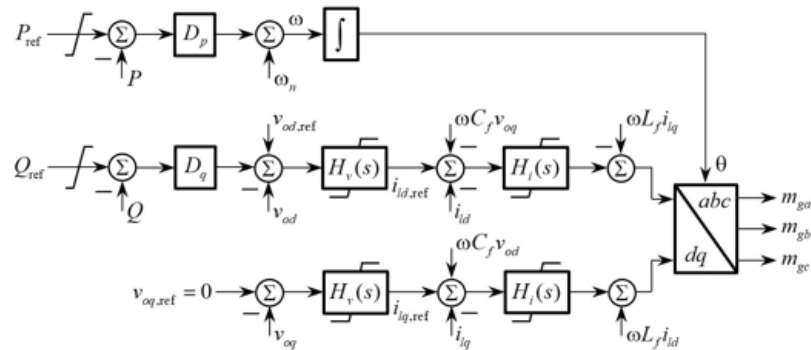 P_ref Σ D_p Σ ω ∫
− P ω_n
v_od,ref ωC_f v_oq ωL_f i_lq
Q_ref Σ D_q Σ H_v(s) i_ld,ref Σ H_i(s) Σ θ
− Q − v_od − − i_ld −
abc m_ga
m_gb
dq m_gc
ωC_f v_od
v_oq,ref = 0 Σ H_v(s) i_lq,ref Σ H_i(s) Σ
− v_oq − i_lq ωL_f i_ld